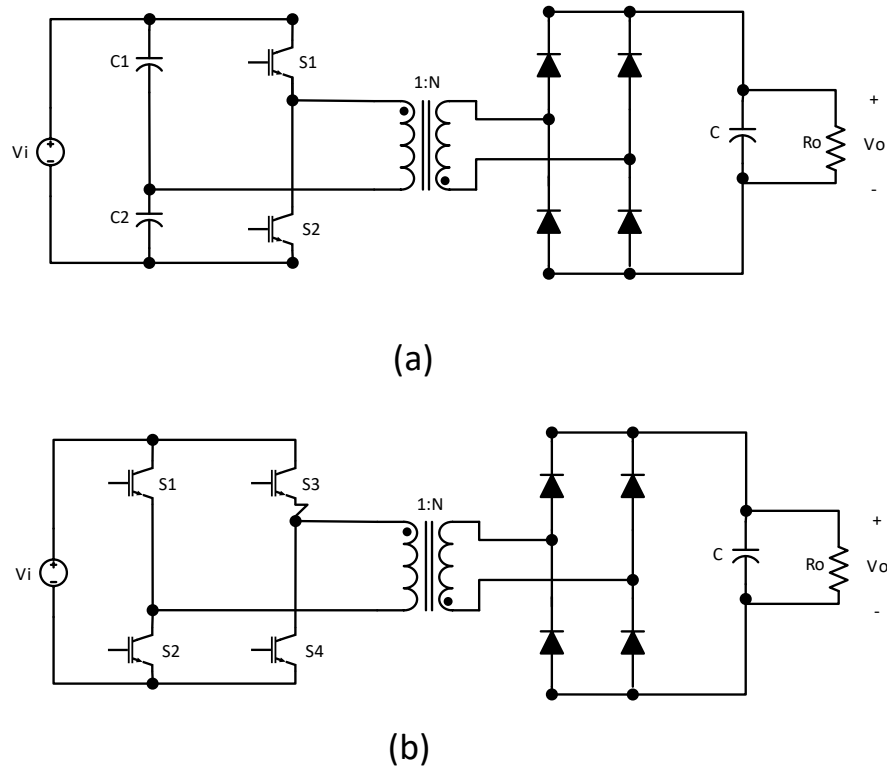 C1
S1
1:N
+
Vi
+
-
C
Ro
Vo
C2
S2
-
(a)
S1
S3
1:N
+
Vi
+
-
C
Ro
Vo
S2
S4
-
(b)